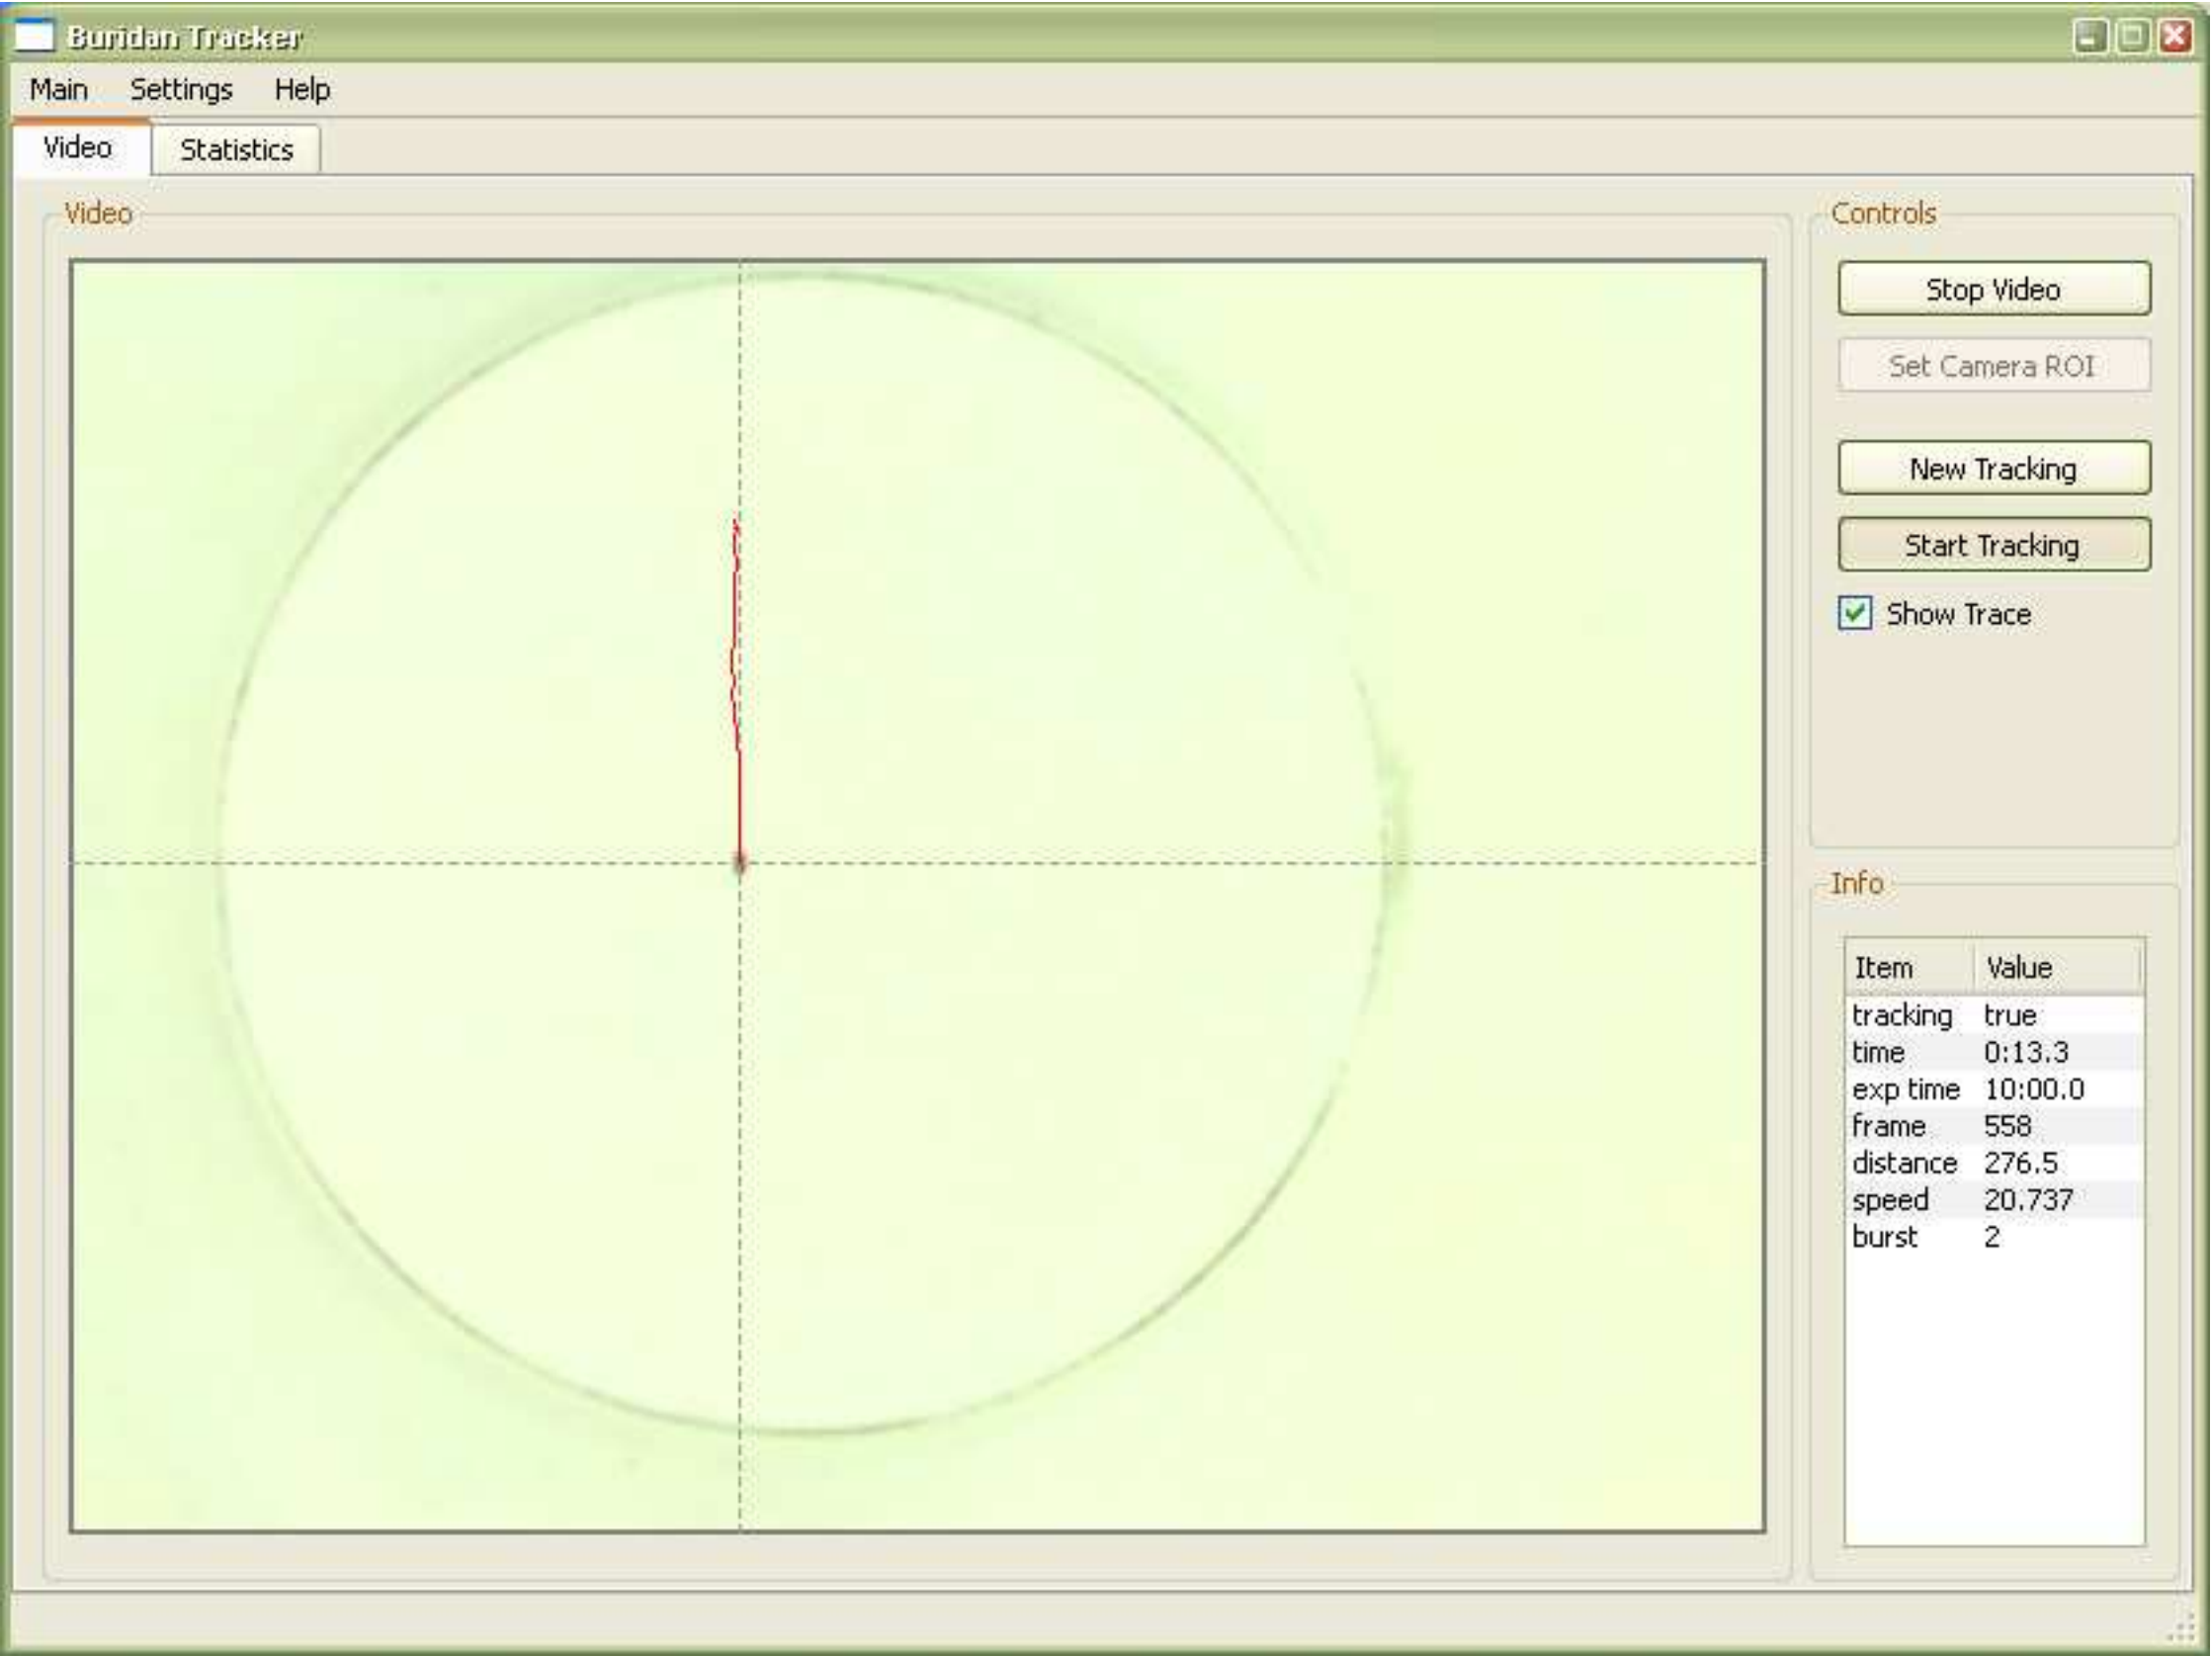 Buridan Tracker
Main Settings Help
Video Statistics
Video
Controls
Stop Video
Set Camera ROI
New Tracking
Start Tracking
Show Trace
Info
Item Value
tracking true
time 0:13.3
exp time 10:00.0
frame 558
distance 276.5
speed 20.737
burst 2